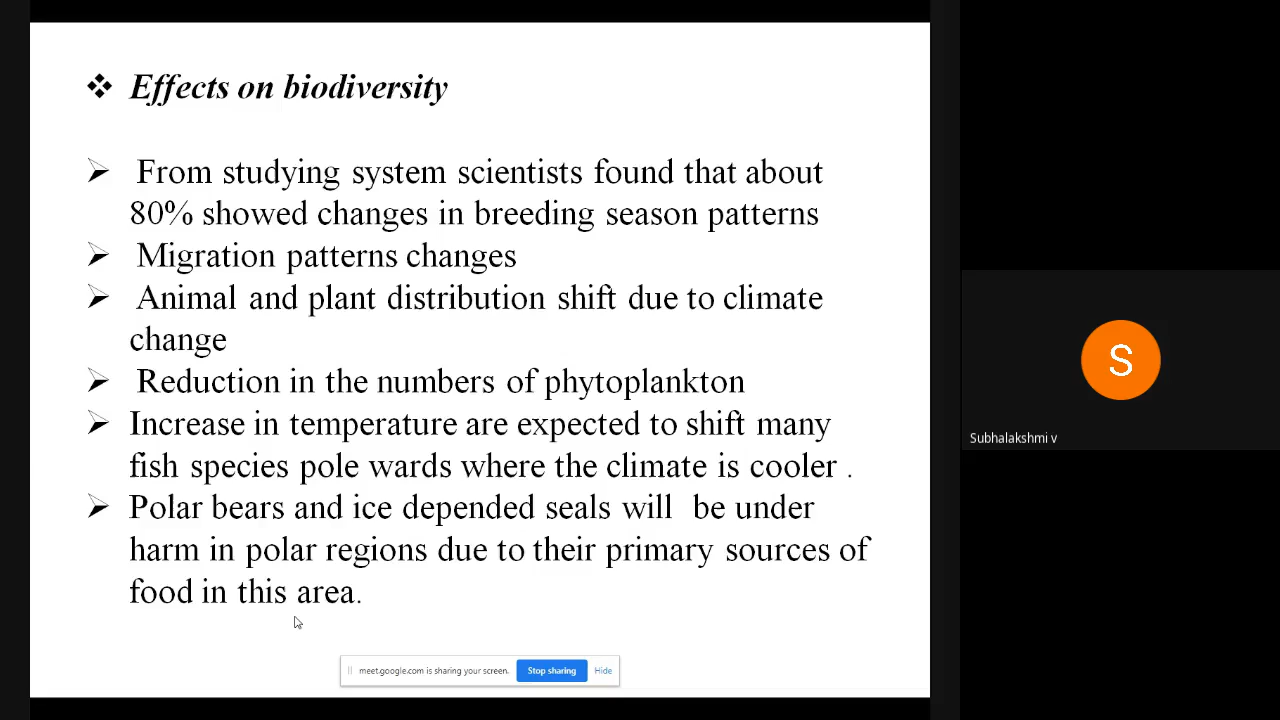 Effects on biodiversity
From studying system scientists found that about
80% showed changes in breeding season patterns
Migration patterns changes
Animal and plant distribution shift due to climate
change
Reduction in the numbers of phytoplankton
Increase in temperature are expected to shift many
fish species pole wards where the climate is cooler .
Polar bears and ice depended seals will be under
harm in polar regions due to their primary sources of
food in this area.
meet.google.com is sharing your screen. Stop sharing Hide
S
Subhalakshmi v